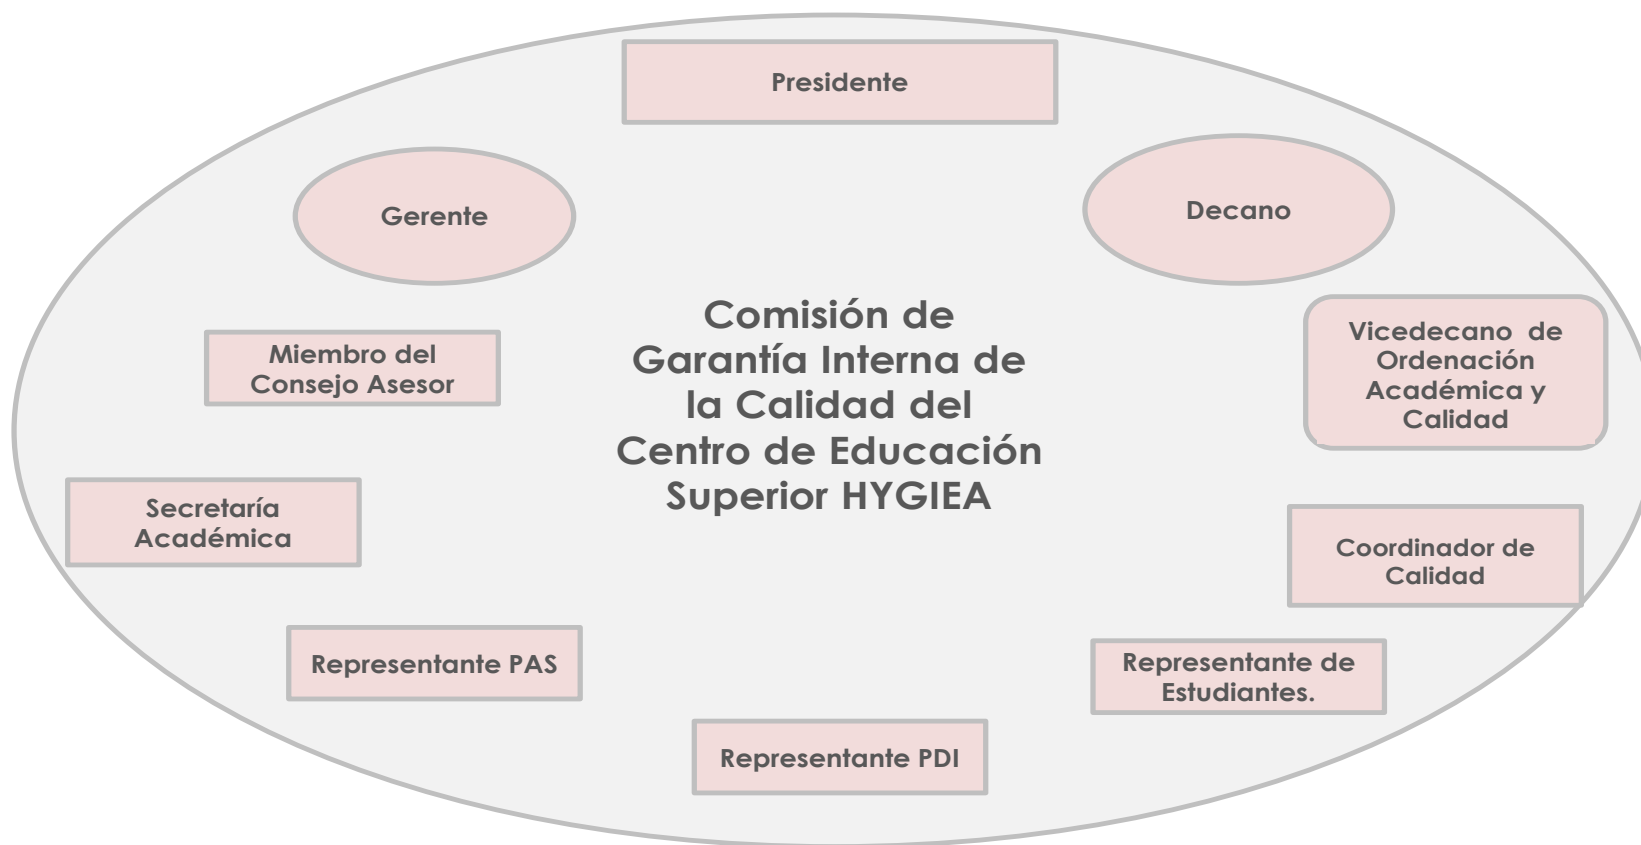 Presidente
Gerente
Decano
Comisión de
Garantía Interna de
la Calidad del
Centro de Educación
Superior HYGIEA
Miembro del
Consejo Asesor
Vicedecano de
Ordenación
Académica y
Calidad
Secretaría
Académica
Coordinador de
Calidad
Representante PAS
Representante de
Estudiantes.
Representante PDI